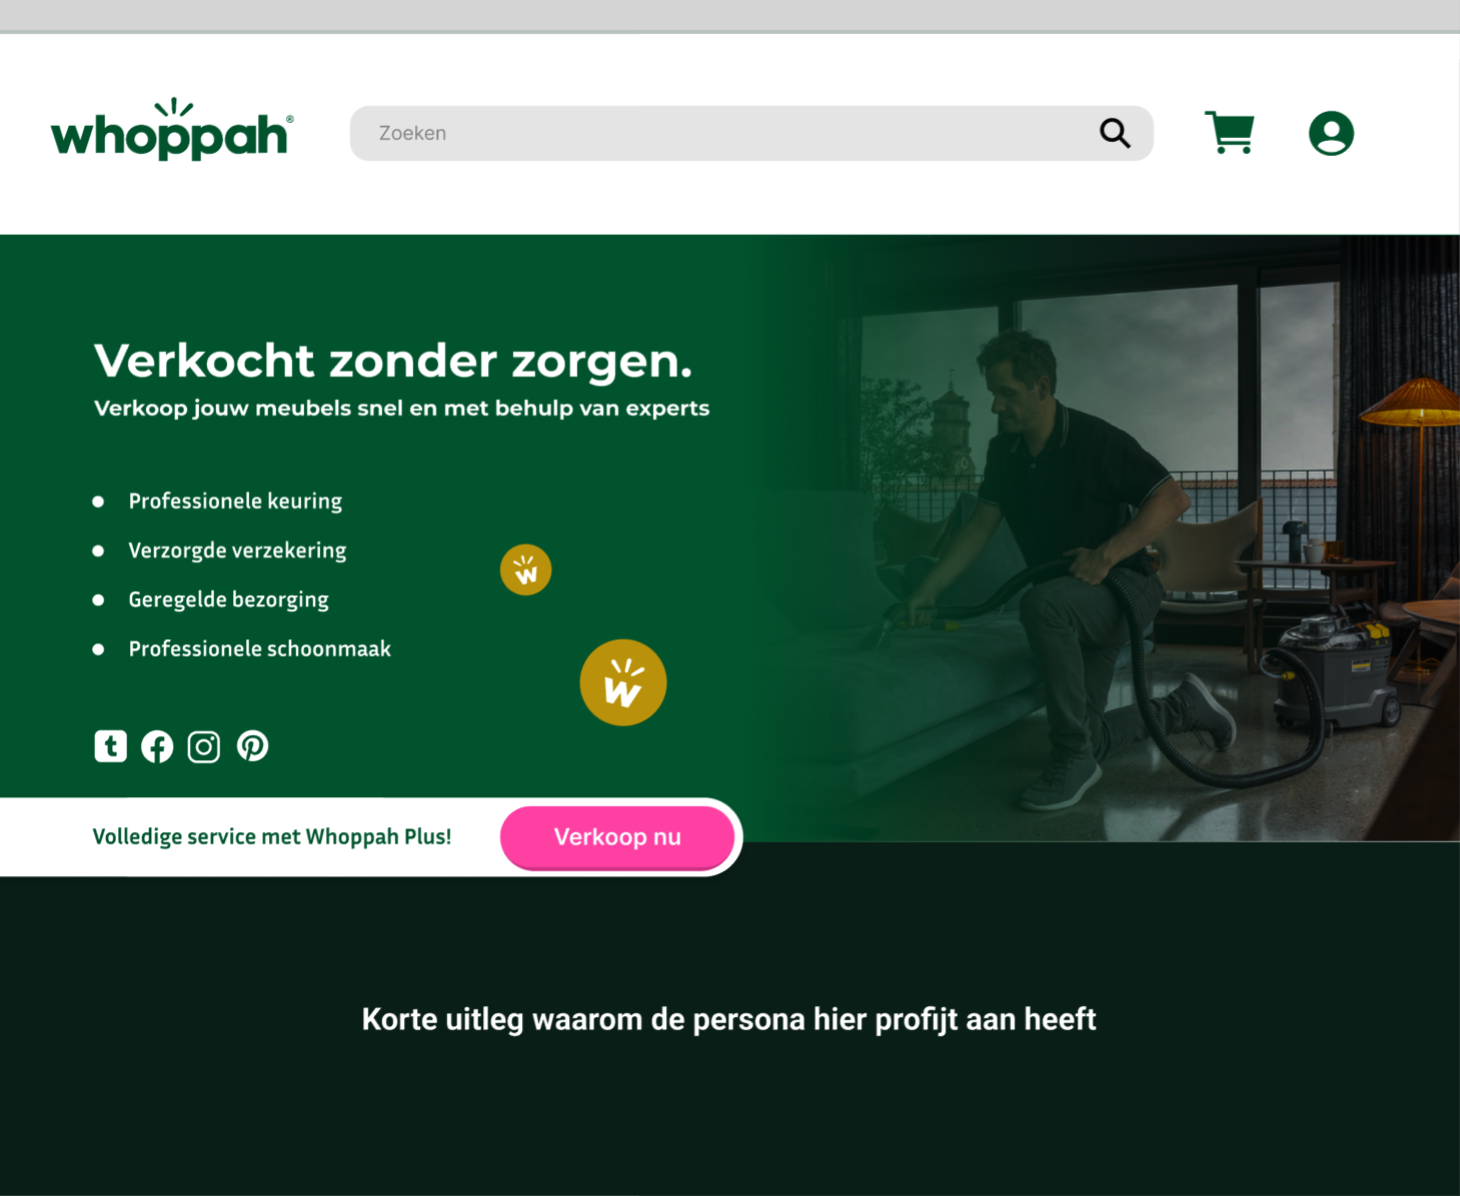 whoppah®
Zoeken
Verkocht zonder zorgen.
Verkoop jouw meubels snel en met behulp van experts
Professionele keuring
Verzorgde verzekering
Geregelde bezorging
Professionele schoonmaak
w
w
Volledige service met Whoppah Plus!
Verkoop nu
Korte uitleg waarom de persona hier profijt aan heeft